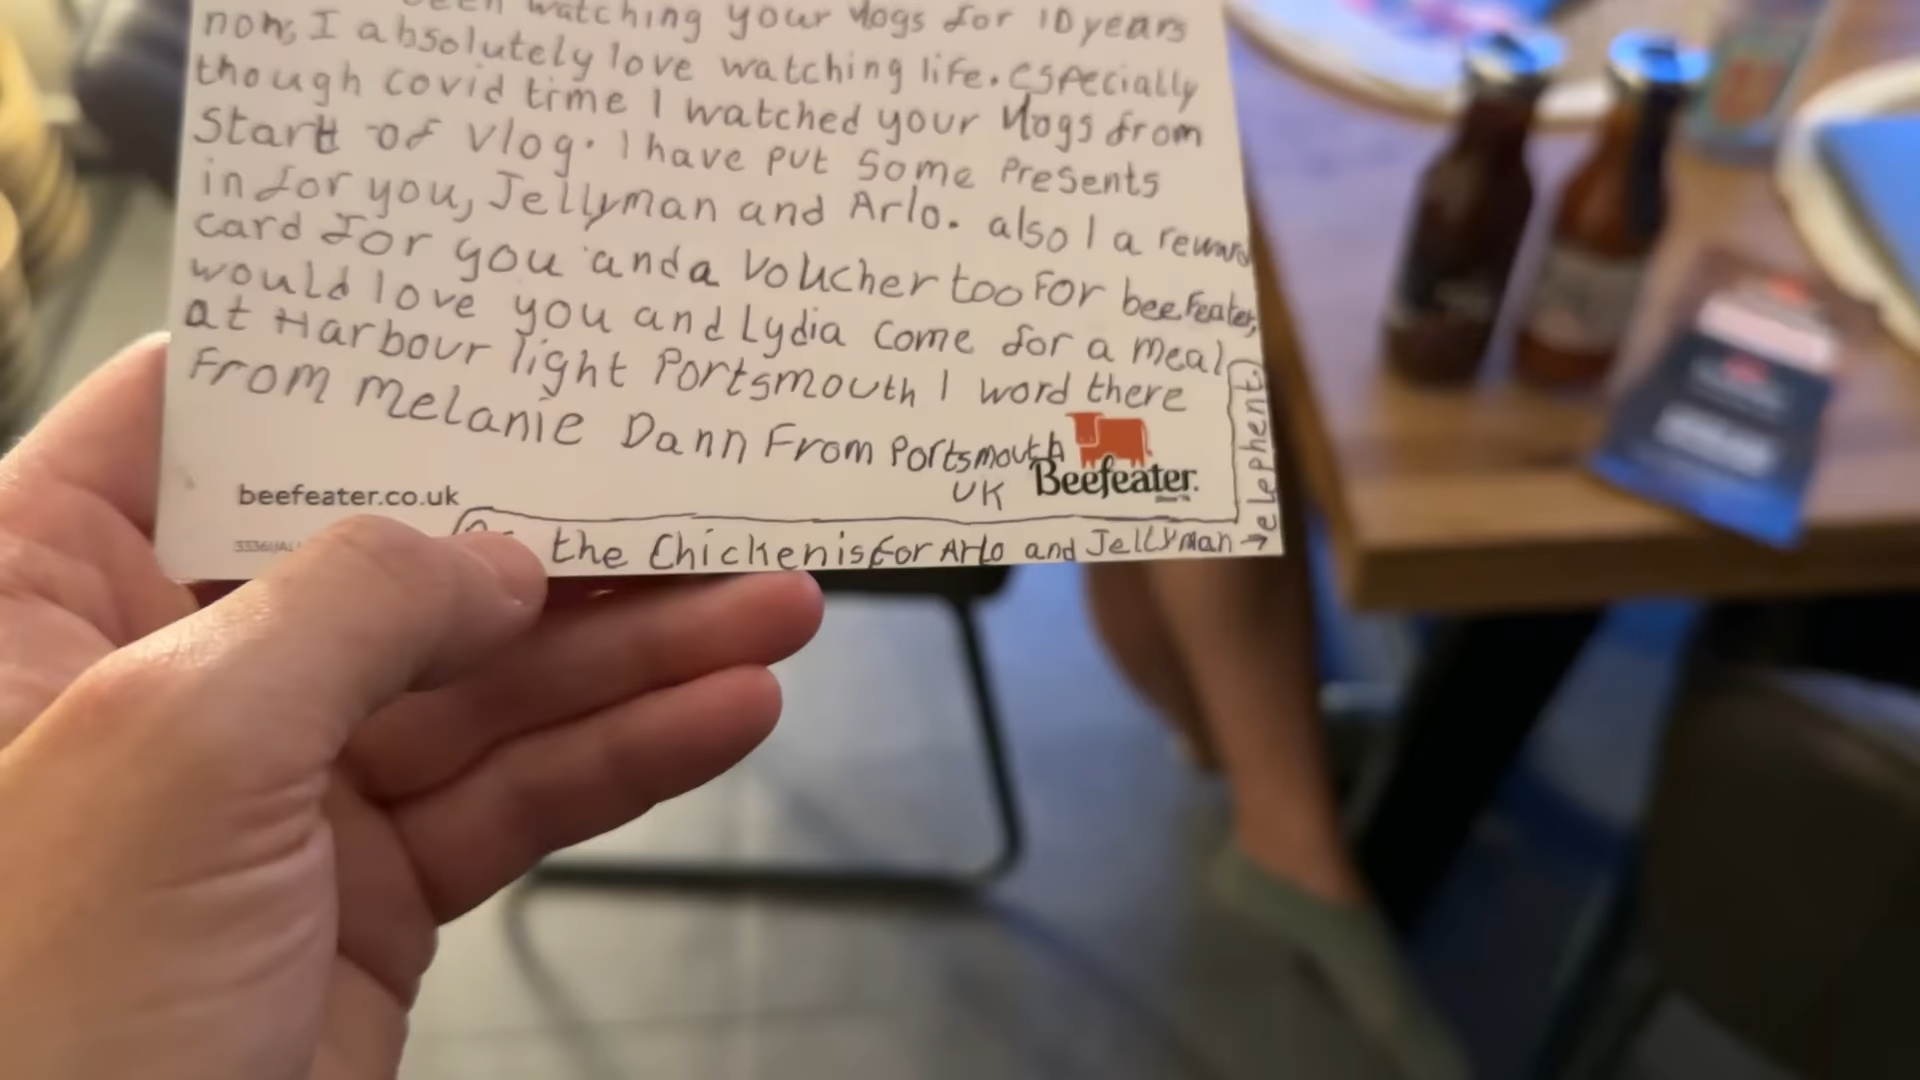 watching your vlogs for 10 years
now, I absolutely love watching life. especially
though covid time I watched your vlogs from
Start of vlog. I have put some presents
in for you, Jellyman and Arlo. also I a reward
card for you and a voucher too for beefeater,
would love you and Lydia come for a meal
at Harbour light Portsmouth I word there
From Melanie Dann From Portsmouth
UK
Beefeater.
beefeater.co.uk
the Chicken is for Arlo and Jellyman →
elephent.